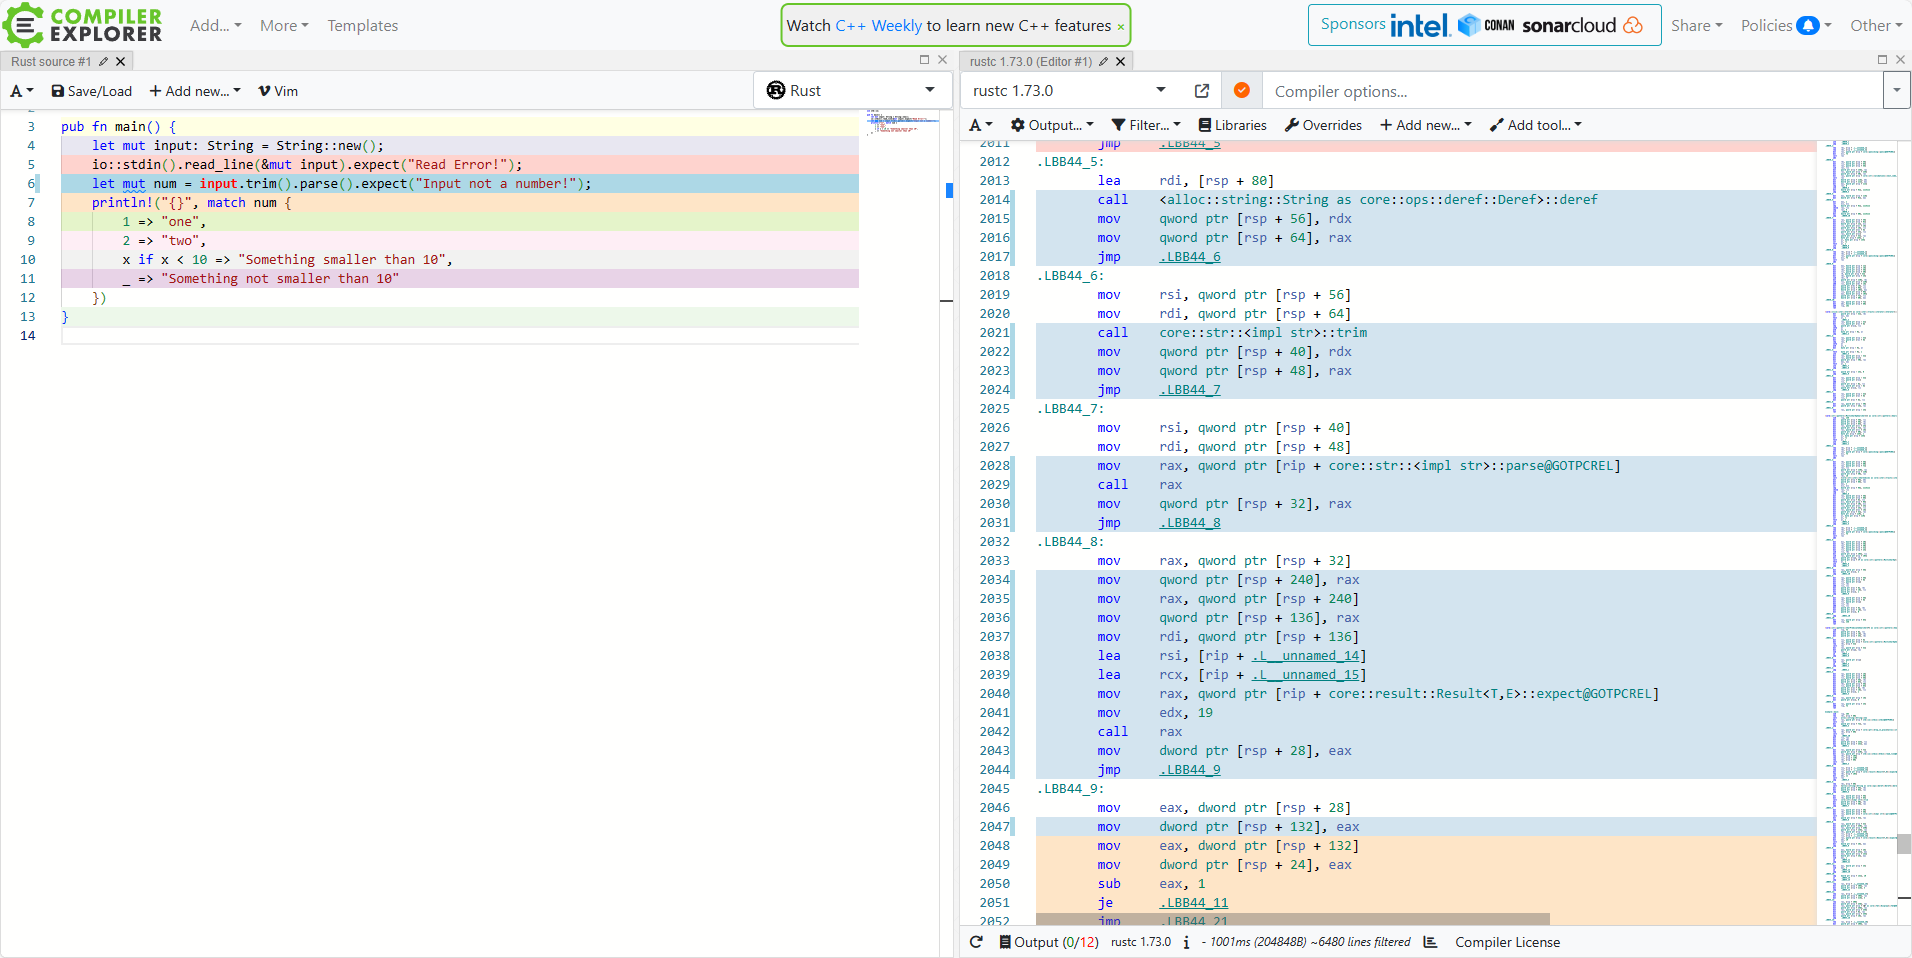 COMPILER
EXPLORER
Add...
More
Templates
Watch C++ Weekly to learn new C++ features ×
Sponsors intel. CONAN sonarcloud
Share
Policies
Other
Rust source #1
A
Save/Load
+ Add new...
Vim
Rust
3 pub fn main() {
4 let mut input: String = String::new();
5 io::stdin().read_line(&mut input).expect("Read Error!");
6 let mut num = input.trim().parse().expect("Input not a number!");
7 println!("{}", match num {
8 1 => "one",
9 2 => "two",
10 x if x < 10 => "Something smaller than 10",
11 _ => "Something not smaller than 10"
12 })
13 }
14
rustc 1.73.0 (Editor #1)
rustc 1.73.0
Compiler options...
A
Output...
Filter...
Libraries
Overrides
+ Add new...
Add tool...
2011 jmp .LBB44_5
2012 .LBB44_5:
2013 lea rdi, [rsp + 80]
2014 call <alloc::string::String as core::ops::deref::Deref>::deref
2015 mov qword ptr [rsp + 56], rdx
2016 mov qword ptr [rsp + 64], rax
2017 jmp .LBB44_6
2018 .LBB44_6:
2019 mov rsi, qword ptr [rsp + 56]
2020 mov rdi, qword ptr [rsp + 64]
2021 call core::str::<impl str>::trim
2022 mov qword ptr [rsp + 40], rdx
2023 mov qword ptr [rsp + 48], rax
2024 jmp .LBB44_7
2025 .LBB44_7:
2026 mov rsi, qword ptr [rsp + 40]
2027 mov rdi, qword ptr [rsp + 48]
2028 mov rax, qword ptr [rip + core::str::<impl str>::parse@GOTPCREL]
2029 call rax
2030 mov qword ptr [rsp + 32], rax
2031 jmp .LBB44_8
2032 .LBB44_8:
2033 mov rax, qword ptr [rsp + 32]
2034 mov qword ptr [rsp + 240], rax
2035 mov rax, qword ptr [rsp + 240]
2036 mov qword ptr [rsp + 136], rax
2037 mov rdi, qword ptr [rsp + 136]
2038 lea rsi, [rip + .L__unnamed_14]
2039 lea rcx, [rip + .L__unnamed_15]
2040 mov rax, qword ptr [rip + core::result::Result<T,E>::expect@GOTPCREL]
2041 mov edx, 19
2042 call rax
2043 mov dword ptr [rsp + 28], eax
2044 jmp .LBB44_9
2045 .LBB44_9:
2046 mov eax, dword ptr [rsp + 28]
2047 mov dword ptr [rsp + 132], eax
2048 mov eax, dword ptr [rsp + 132]
2049 mov dword ptr [rsp + 24], eax
2050 sub eax, 1
2051 je .LBB44_11
2052 jmp .LBB44_21
Output (0/12) rustc 1.73.0 i - 1001ms (204848B) ~6480 lines filtered Compiler License